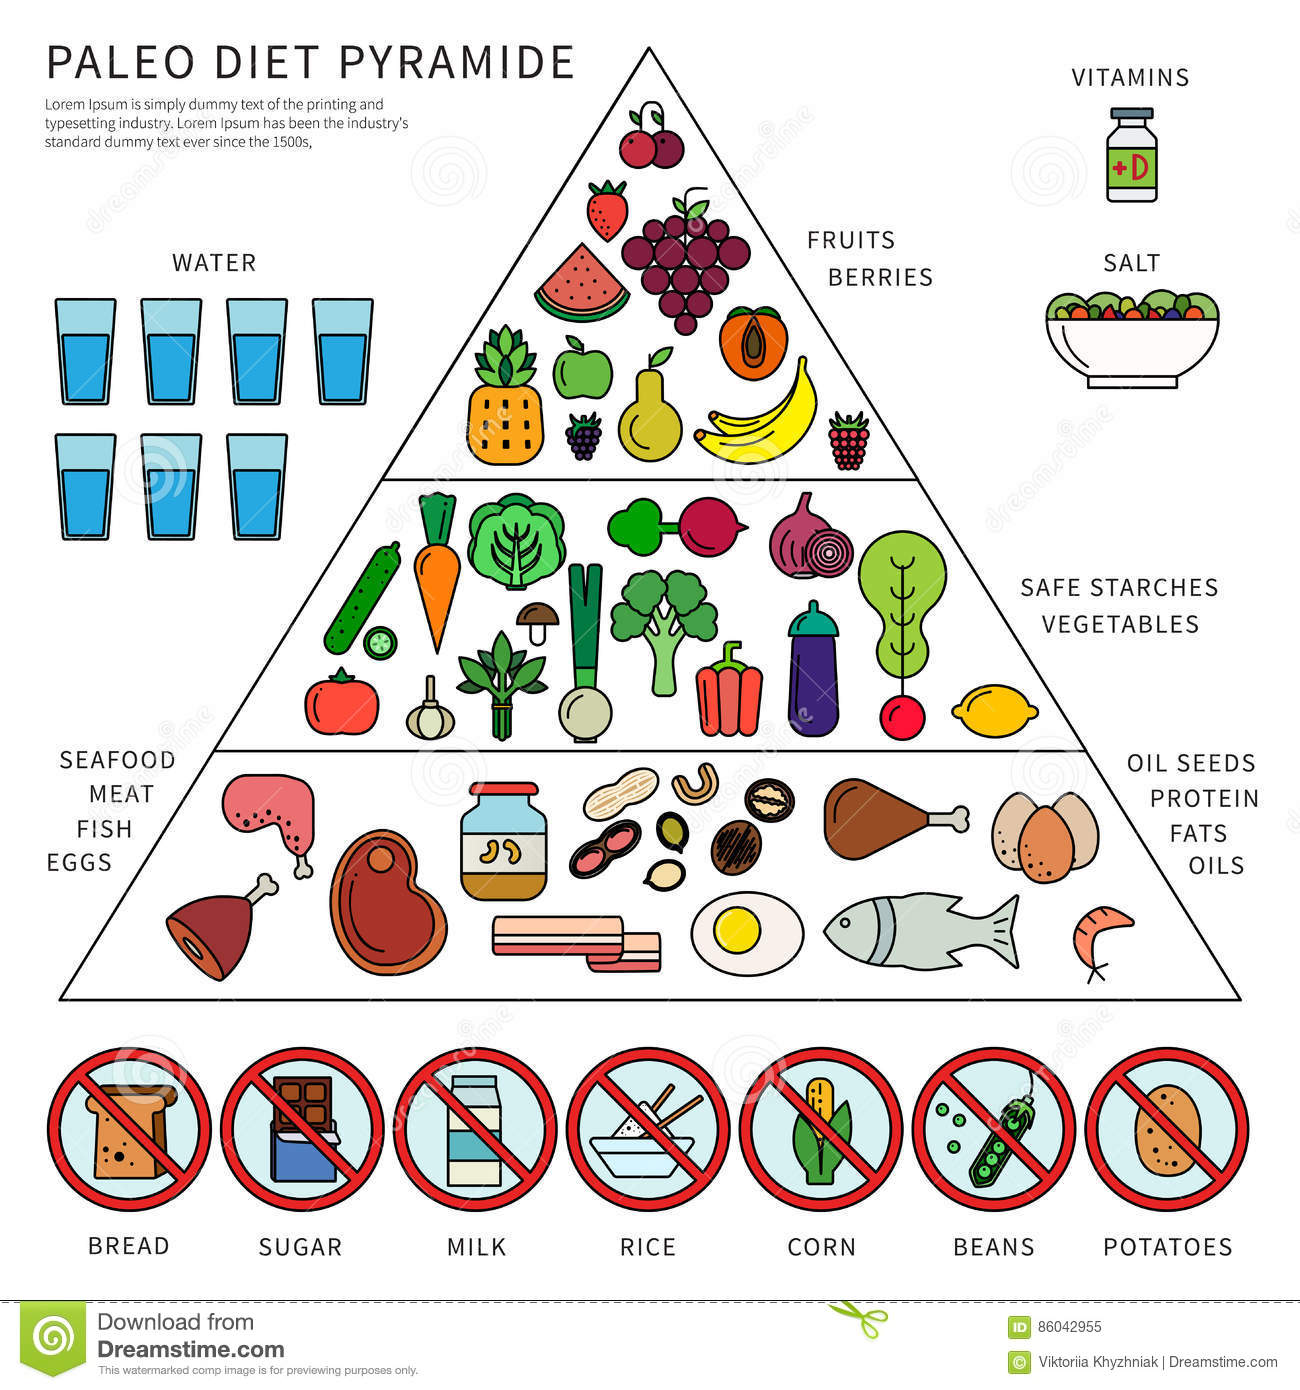 PALEO DIET PYRAMIDE
Lorem Ipsum is simply dummy text of the printing and
typesetting industry. Lorem Ipsum has been the industry's
standard dummy text ever since the 1500s,
VITAMINS
+D
WATER
FRUITS
BERRIES
SALT
SAFE STARCHES
VEGETABLES
SEAFOOD
MEAT
FISH
EGGS
OIL SEEDS
PROTEIN
FATS
OILS
BREAD
SUGAR
MILK
RICE
CORN
BEANS
POTATOES
Download from
Dreamstime.com
This watermarked comp image is for previewing purposes only.
ID 86042955
© Viktoriia Khyzhniak | Dreamstime.com
dreamstime